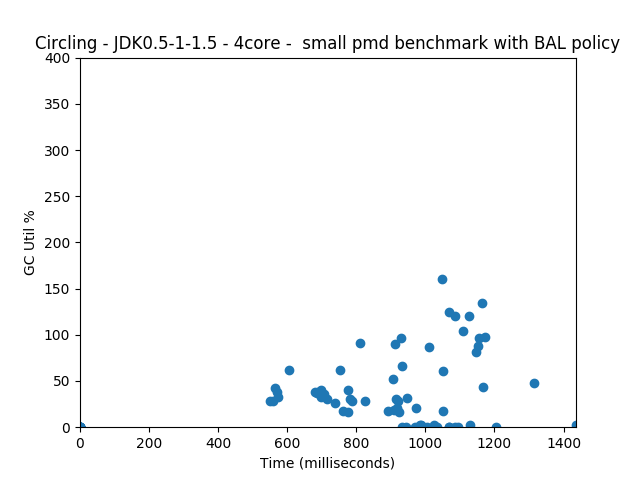 Circling - JDK0.5-1-1.5 - 4core -  small pmd benchmark with BAL policy
400
350
300
250
200
150
100
50
0
GC Util %
0 200 400 600 800 1000 1200 1400
Time (milliseconds)